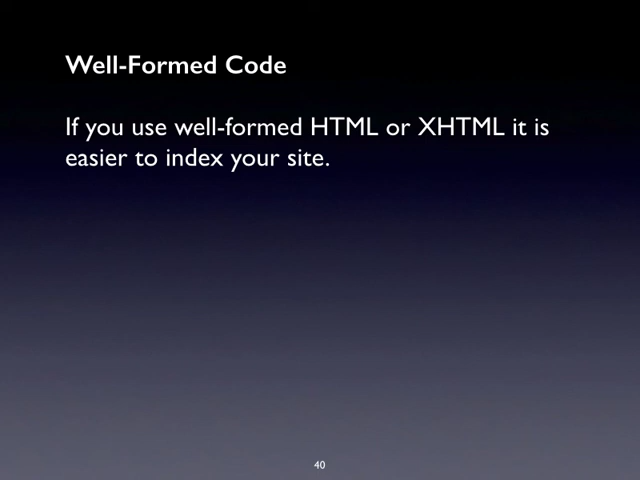 Well-Formed Code
If you use well-formed HTML or XHTML it is
easier to index your site.
40